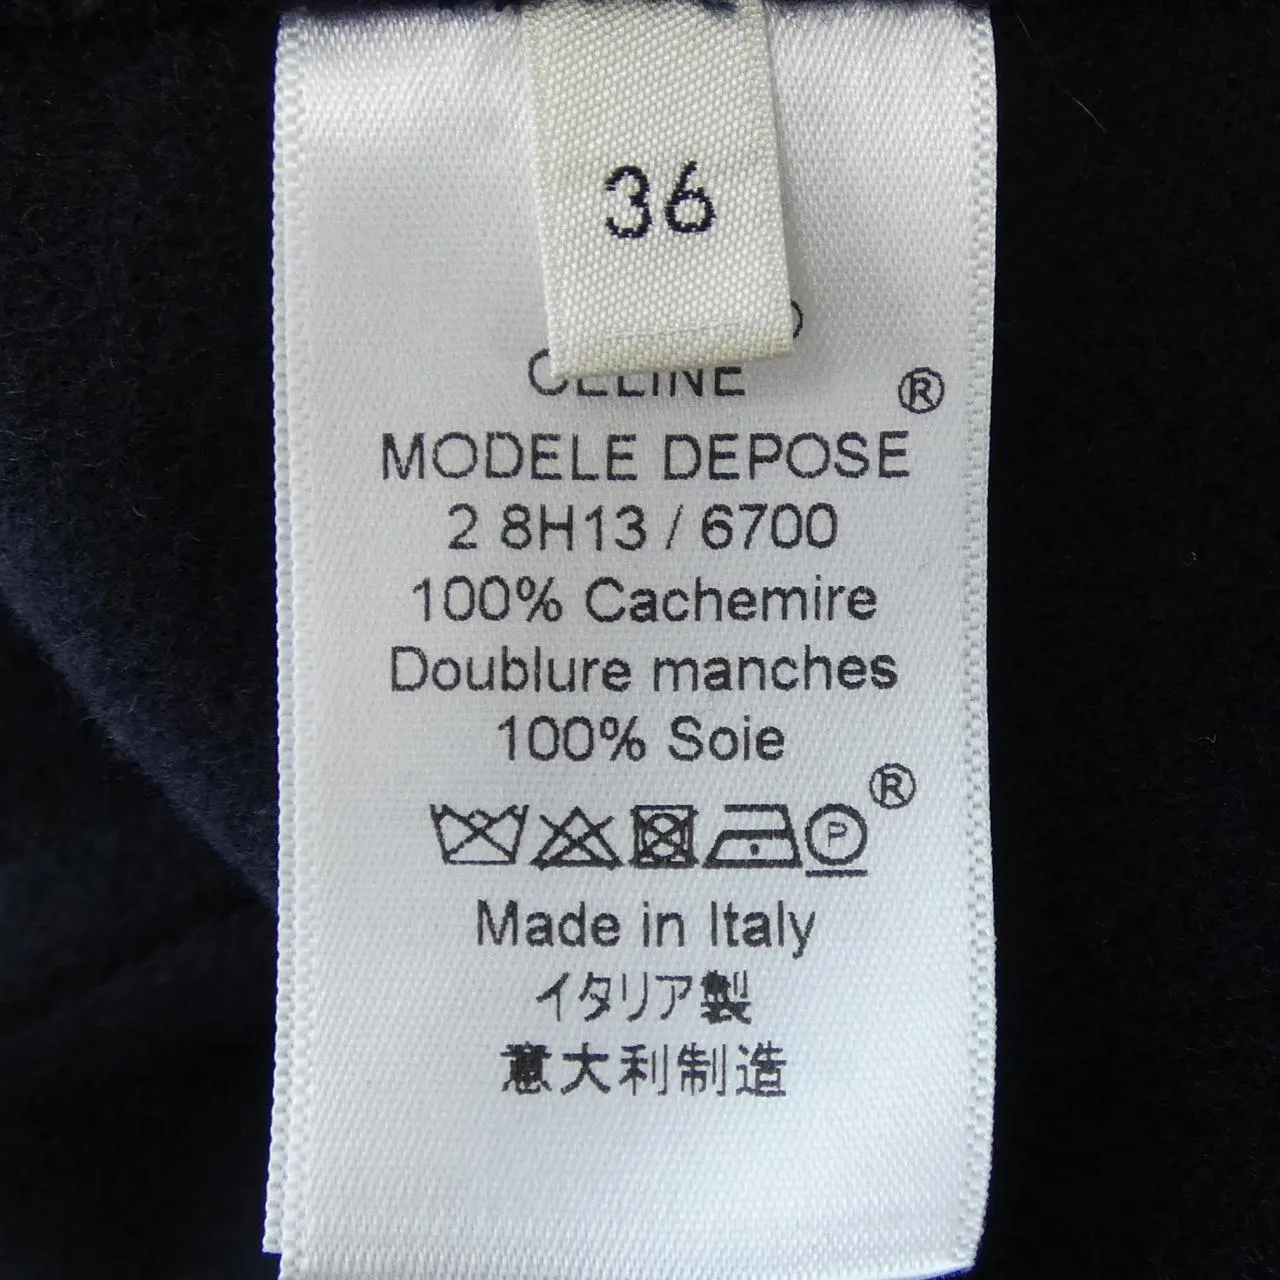 36
CELINE
®
MODELE DEPOSE
2 8H13 / 6700
100% Cachemire
Doublure manches
100% Soie
®
P
Made in Italy
イタリア製
意大利制造